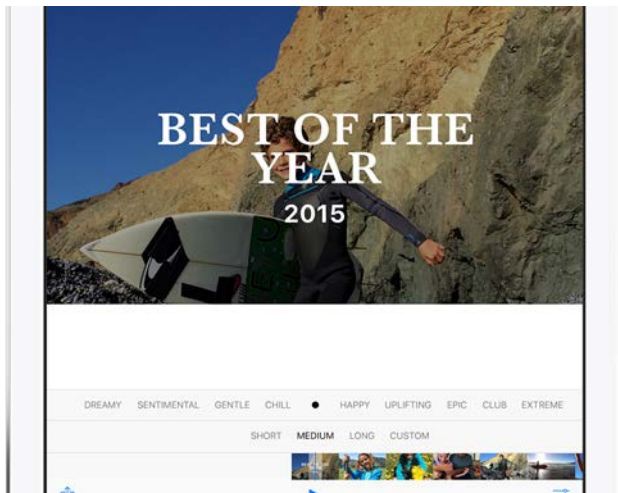 BEST OF THE
YEAR
2015
DREAMY SENTIMENTAL GENTLE CHILL HAPPY UPLIFTING EPIC CLUB EXTREME
SHORT MEDIUM LONG CUSTOM